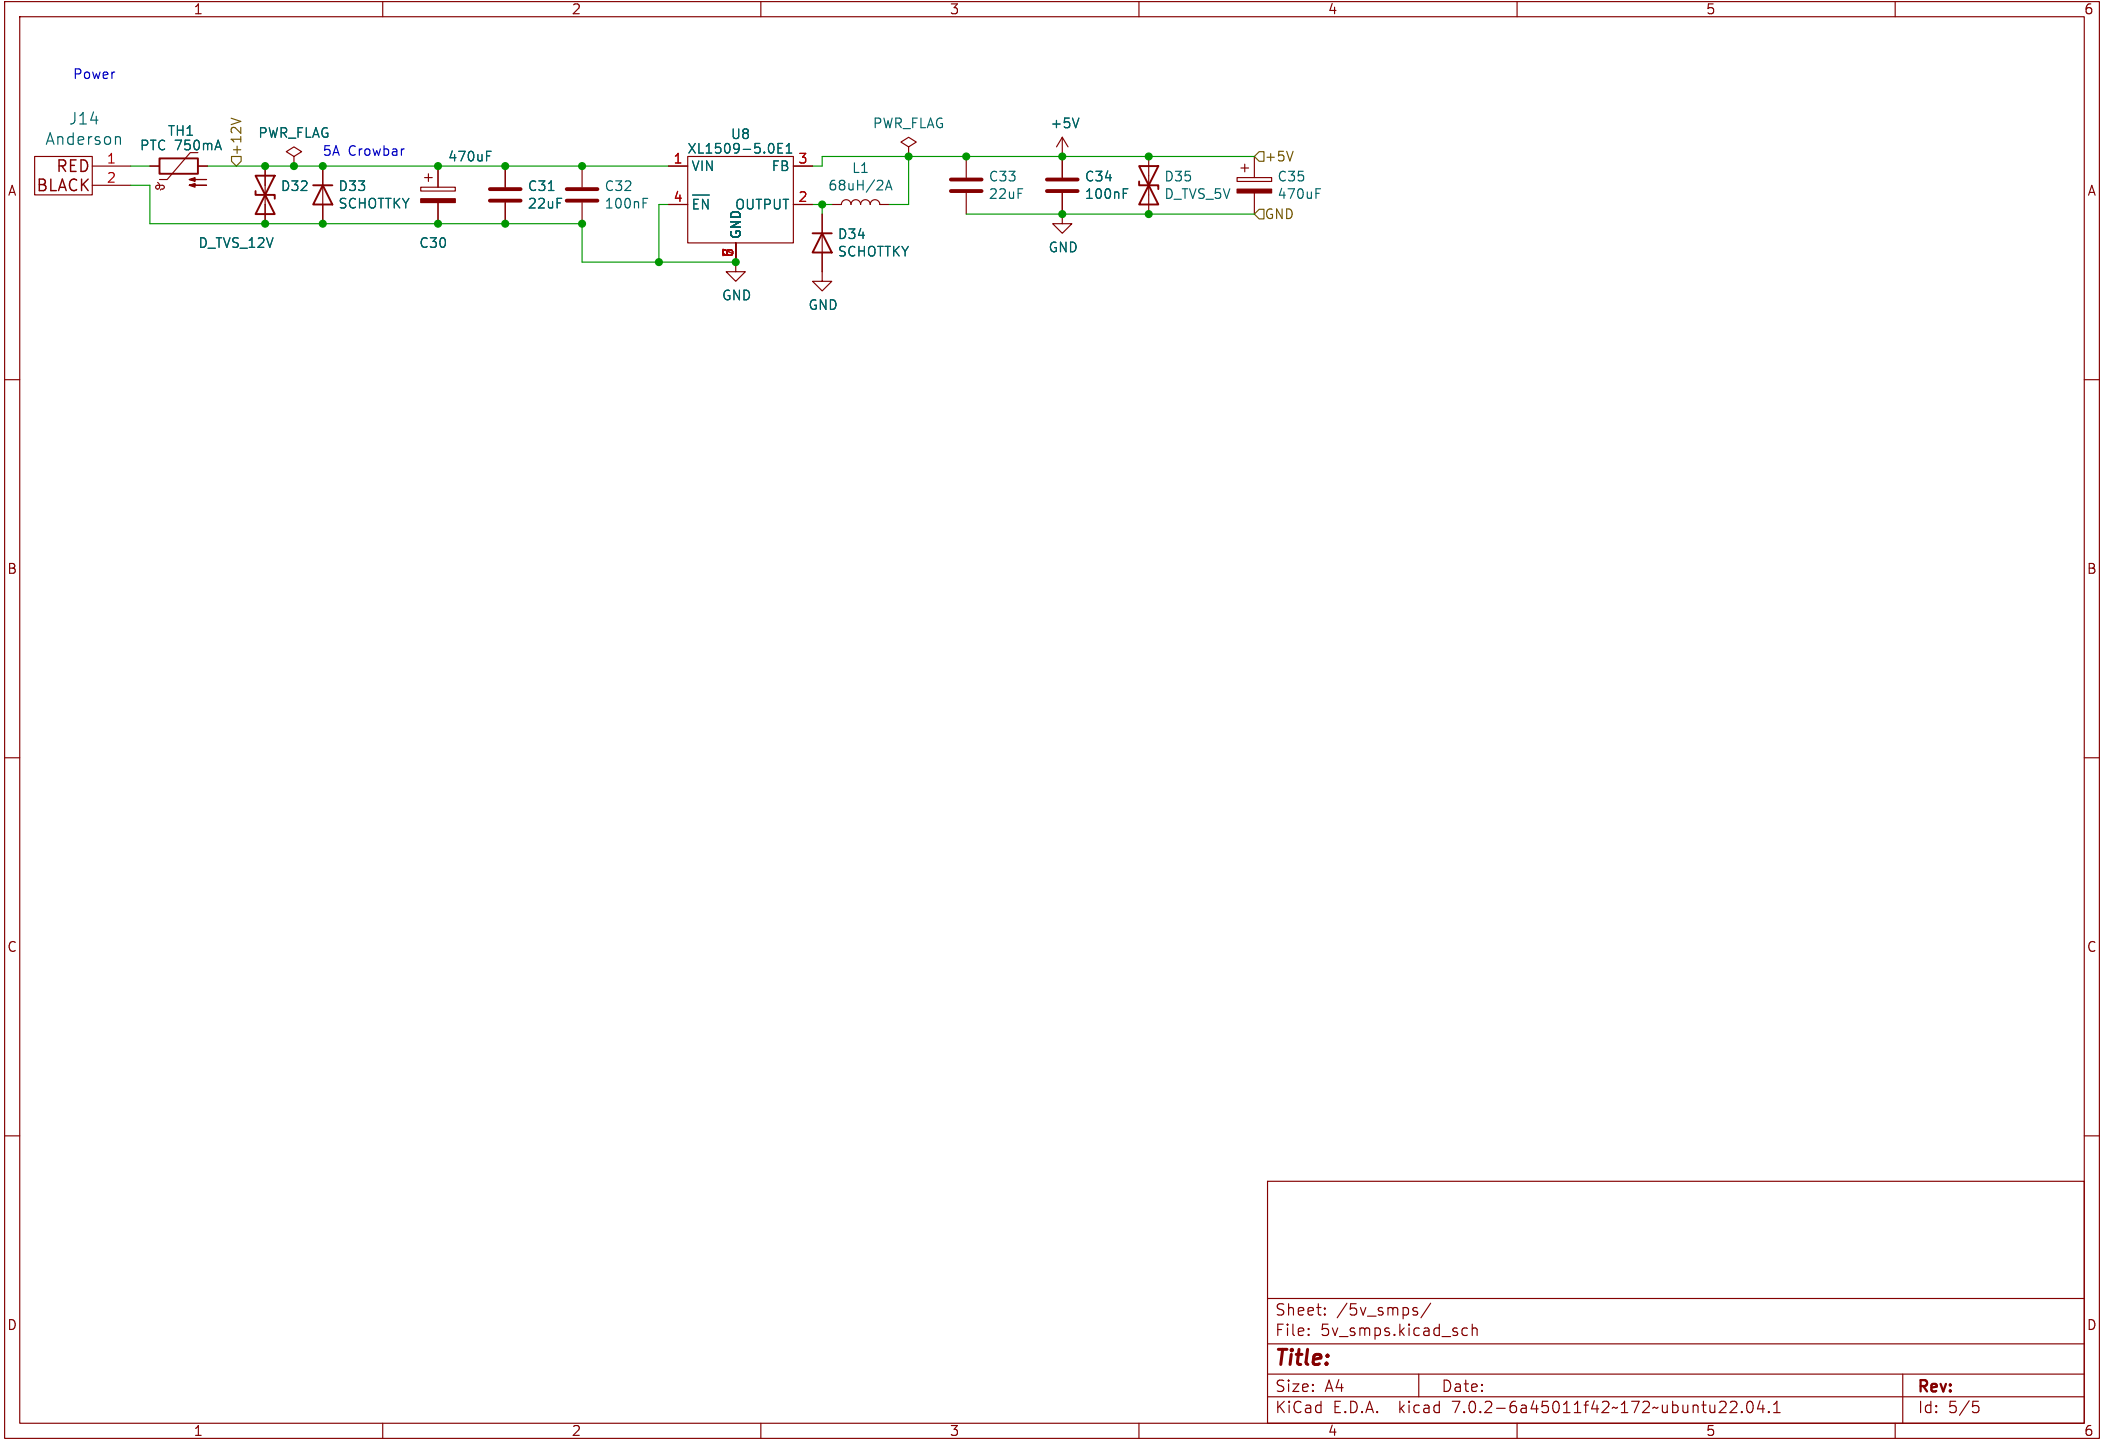 1 2 3 4 5 6
Power
J14
Anderson
RED 1
BLACK 2
TH1
PTC 750mA
+12V
PWR_FLAG
5A Crowbar
D32
D_TVS_12V
D33
SCHOTTKY
470uF
+
C30
C31
22uF
C32
100nF
U8
XL1509-5.0E1
1 VIN FB 3
4 EN OUTPUT 2
GND
GND
L1
68uH/2A
D34
SCHOTTKY
GND
PWR_FLAG
C33
22uF
+5V
C34
100nF
GND
D35
D_TVS_5V
+5V
+
C35
470uF
GND
A A
B B
C C
D D
Sheet: /5v_smps/
File: 5v_smps.kicad_sch
Title:
Size: A4 Date: Rev:
KiCad E.D.A. kicad 7.0.2-6a45011f42~172~ubuntu22.04.1 Id: 5/5
1 2 3 4 5 6